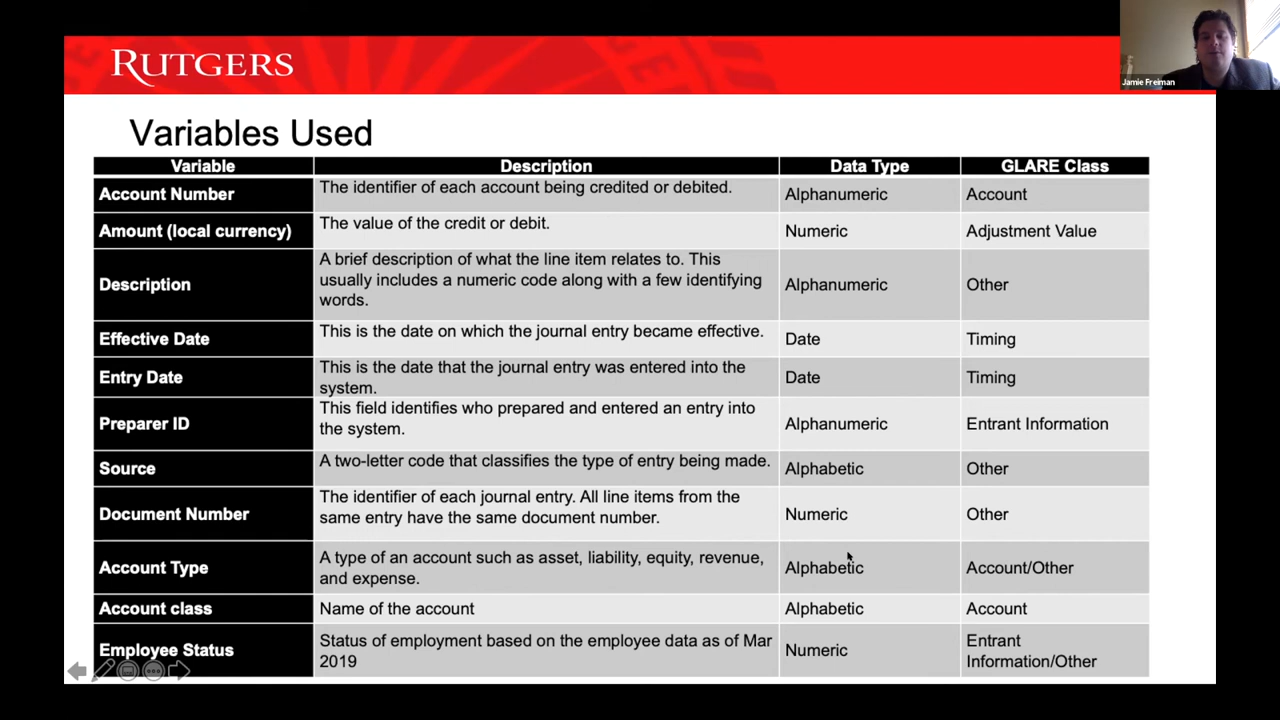 RUTGERS
Jamie Freiman
Variables Used
Variable Description Data Type GLARE Class
Account Number The identifier of each account being credited or debited. Alphanumeric Account
Amount (local currency) The value of the credit or debit. Numeric Adjustment Value
Description A brief description of what the line item relates to. This
usually includes a numeric code along with a few identifying
words. Alphanumeric Other
Effective Date This is the date on which the journal entry became effective. Date Timing
Entry Date This is the date that the journal entry was entered into the
system. Date Timing
Preparer ID This field identifies who prepared and entered an entry into
the system. Alphanumeric Entrant Information
Source A two-letter code that classifies the type of entry being made. Alphabetic Other
Document Number The identifier of each journal entry. All line items from the
same entry have the same document number. Numeric Other
Account Type A type of an account such as asset, liability, equity, revenue,
and expense. Alphabetic Account/Other
Account class Name of the account Alphabetic Account
Employee Status Status of employment based on the employee data as of Mar
2019 Numeric Entrant
Information/Other